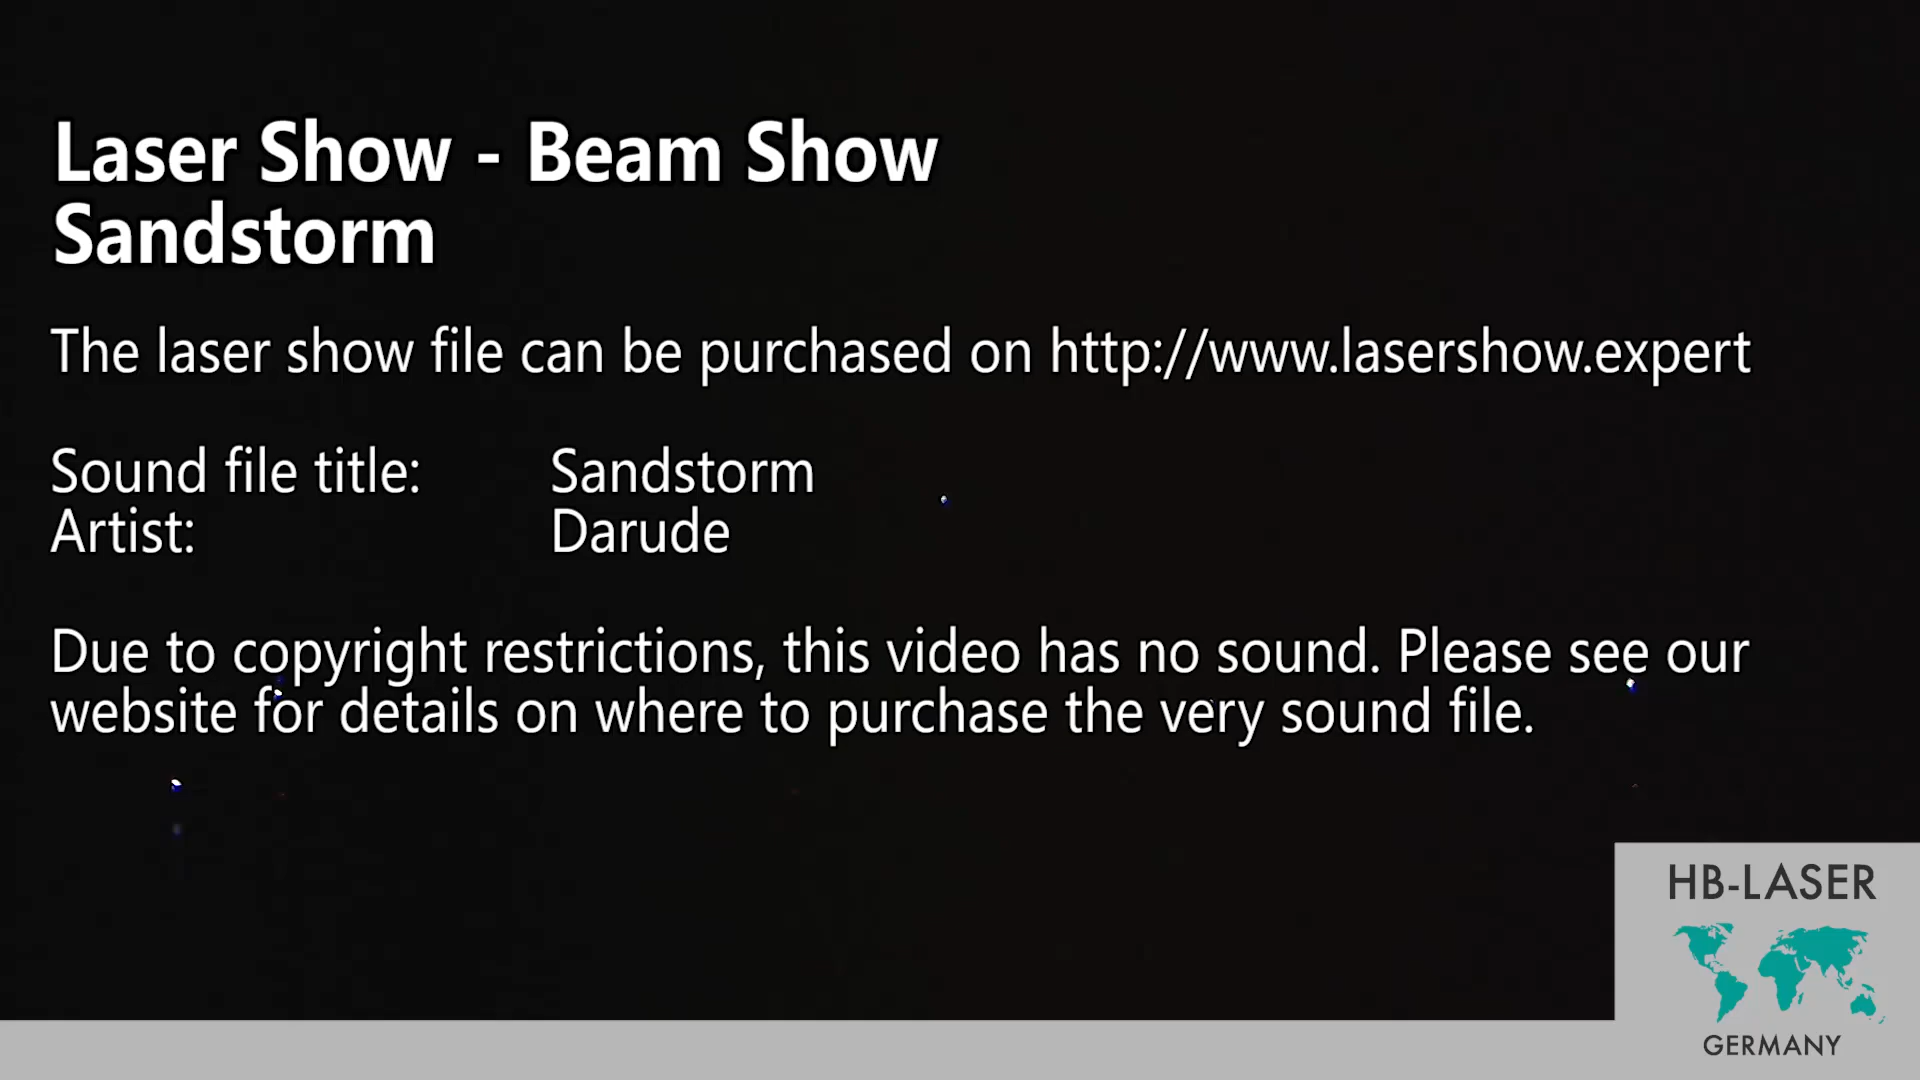 Laser Show - Beam Show
Sandstorm
The laser show file can be purchased on http://www.lasershow.expert
Sound file title: Sandstorm
Artist: Darude
Due to copyright restrictions, this video has no sound. Please see our
website for details on where to purchase the very sound file.
HB-LASER
GERMANY